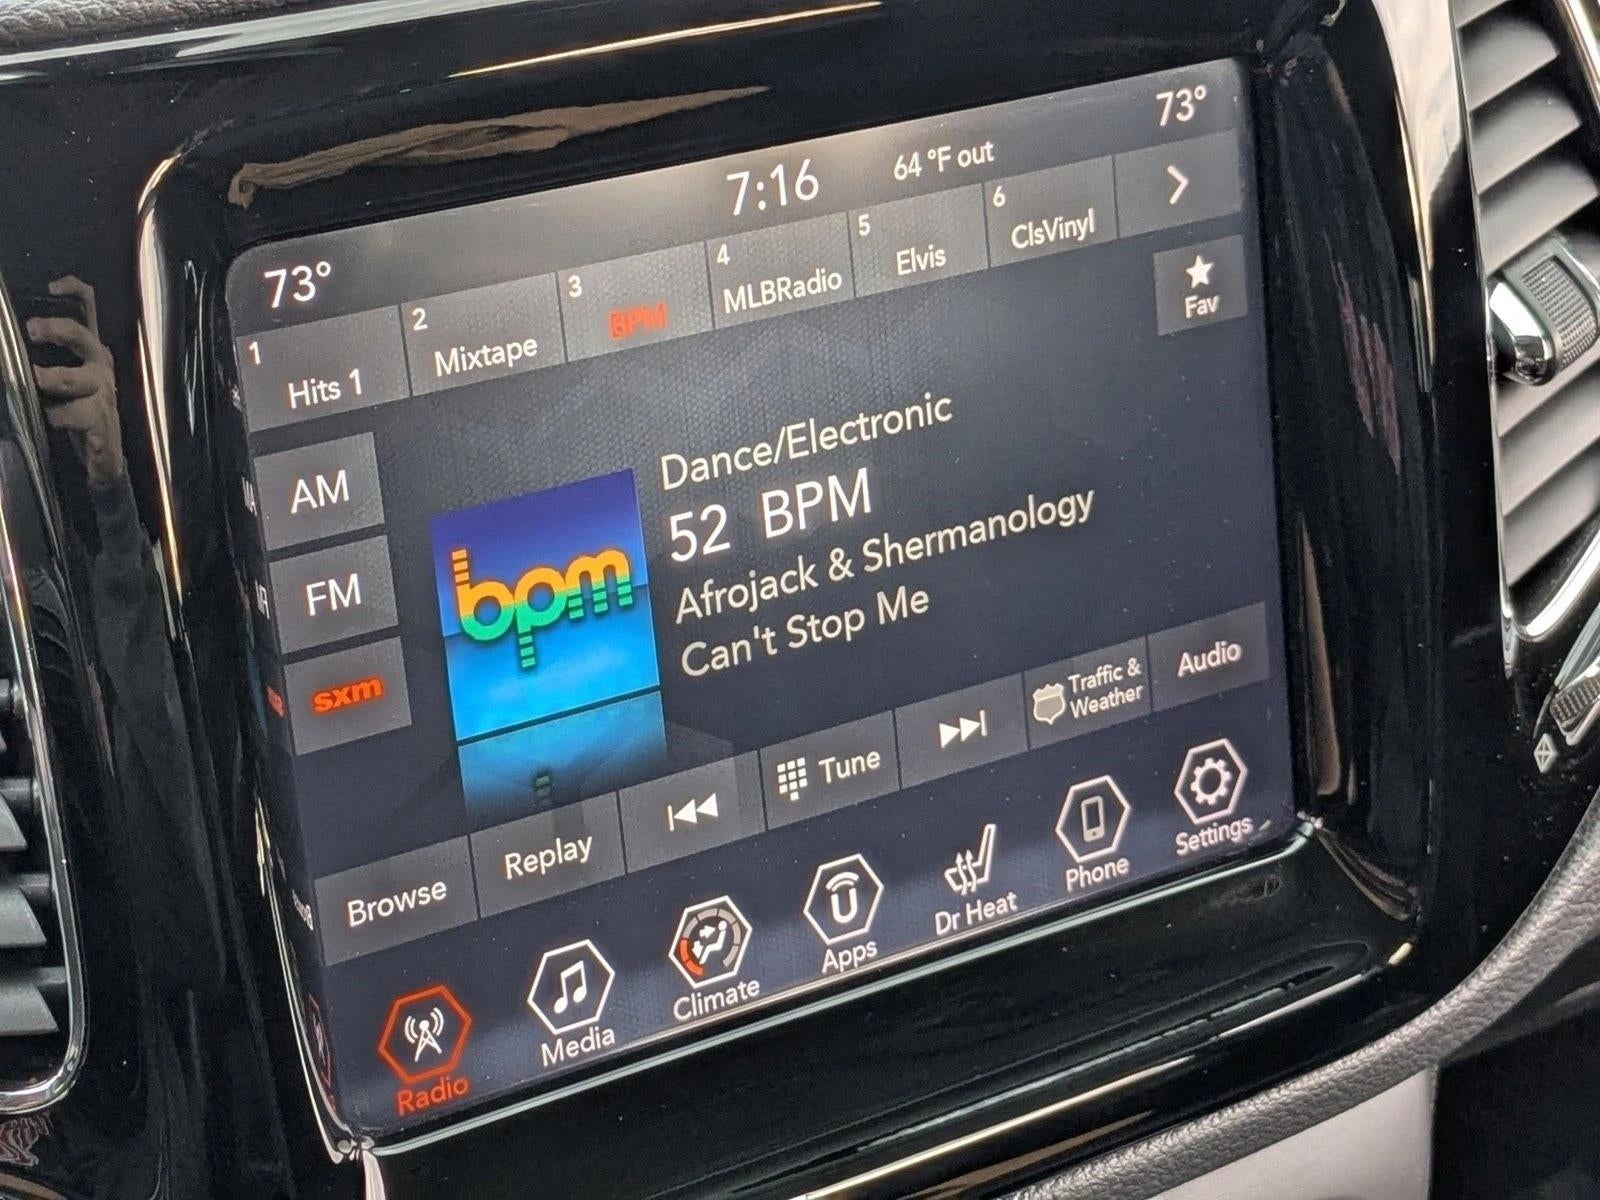 7:16
64 °F out
73°
73°
1
Hits 1
2
Mixtape
3
BPM
4
MLBRadio
5
Elvis
6
ClsVinyl
Fav
AM
FM
sxm
bpm
Dance/Electronic
52 BPM
Afrojack & Shermanology
Can't Stop Me
Browse
Replay
Tune
Traffic &
Weather
Audio
Radio
Media
Climate
Apps
Dr Heat
Phone
Settings